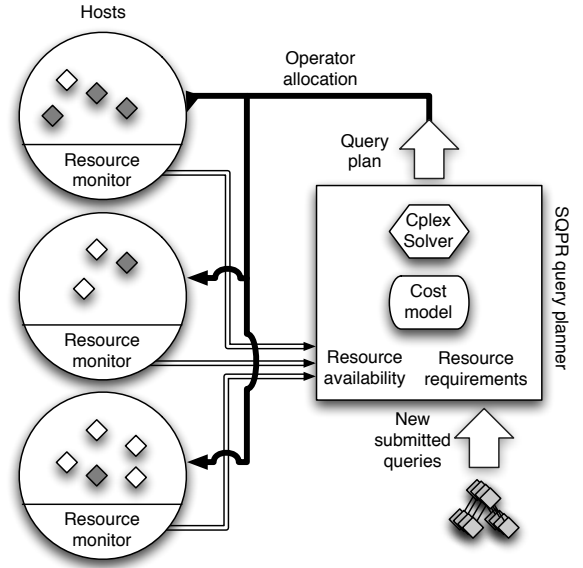 Hosts
Operator
allocation
Resource
monitor
Query
plan
Cplex
Solver
Cost
model
SQPR query planner
Resource
monitor
Resource
availability
Resource
requirements
New
submitted
queries
Resource
monitor